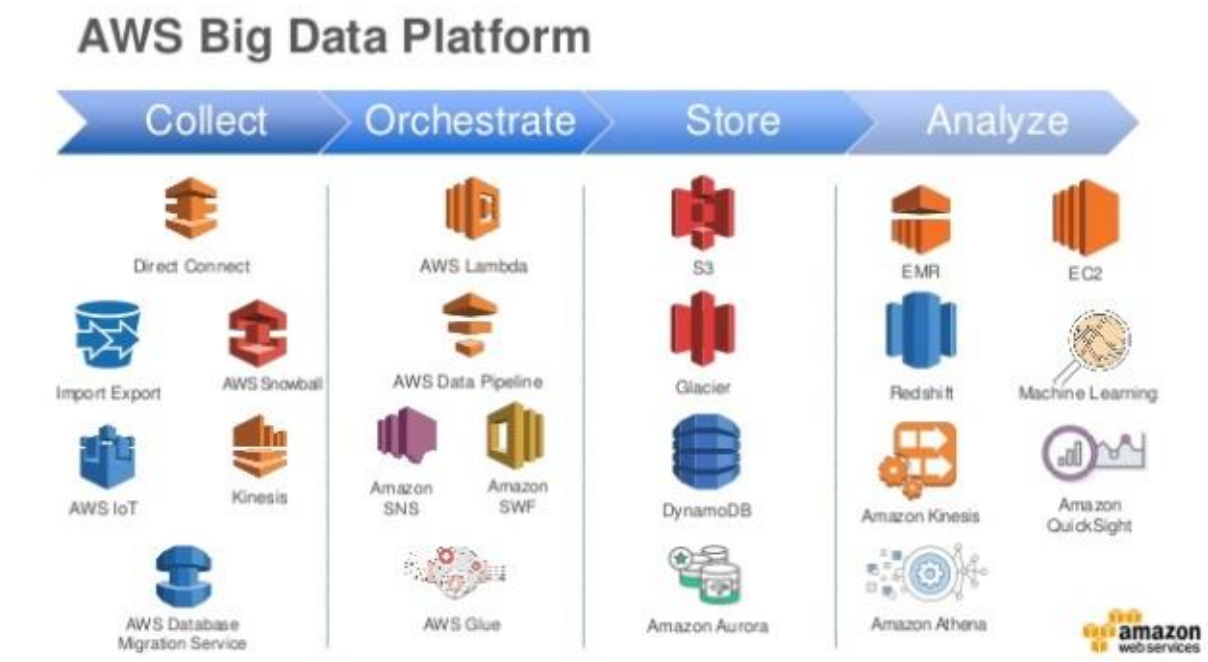 AWS Big Data Platform
Collect
Orchestrate
Store
Analyze
Direct Connect
Import Export
AWS Snowball
AWS IoT
Kinesis
AWS Database
Migration Service
AWS Lambda
AWS Data Pipeline
Amazon
SNS
Amazon
SWF
AWS Glue
S3
Glacier
DynamoDB
Amazon Aurora
EMR
EC2
Redshift
Machine Learning
Amazon Kinesis
Amazon
QuickSight
Amazon Athena
amazon
webservices